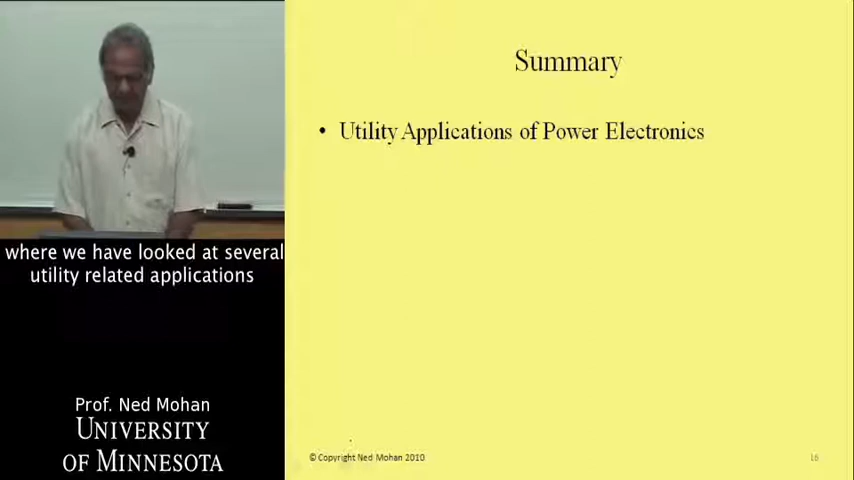 Summary
• Utility Applications of Power Electronics
where we have looked at several
utility related applications
Prof. Ned Mohan
UNIVERSITY
OF MINNESOTA
© Copyright Ned Mohan 2010
16